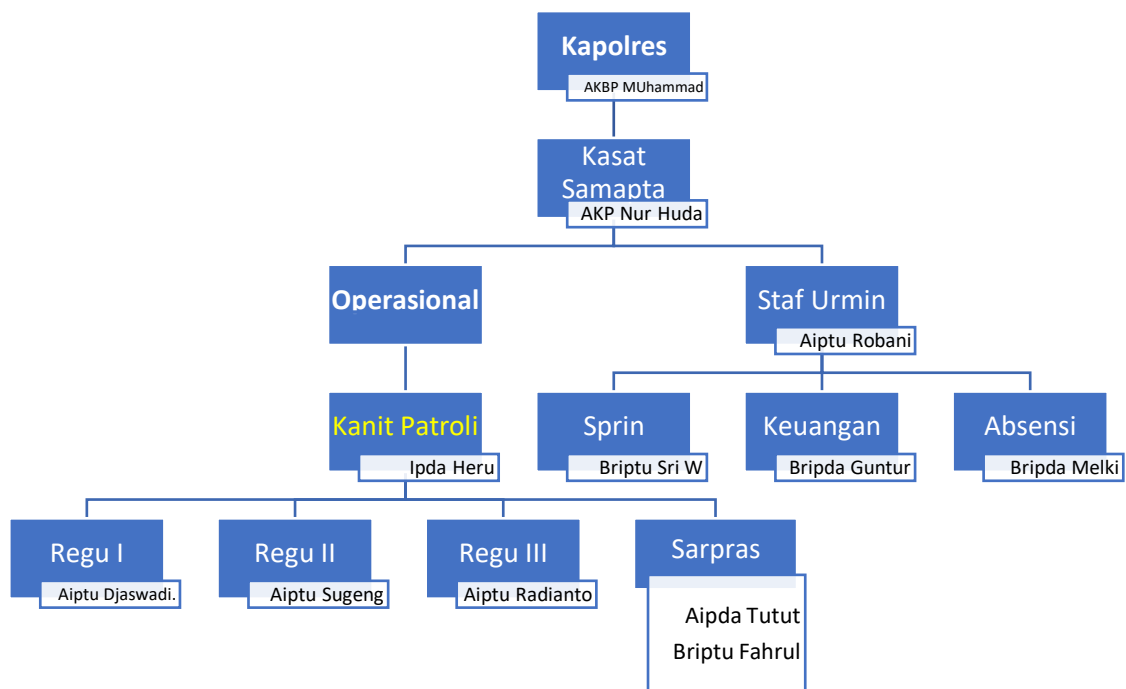 Kapolres
AKBP MUhammad
Kasat
Samapta
AKP Nur Huda
Operasional
Staf Urmin
Aiptu Robani
Kanit Patroli
Ipda Heru
Sprin
Briptu Sri W
Keuangan
Bripda Guntur
Absensi
Bripda Melki
Regu I
Aiptu Djaswadi.
Regu II
Aiptu Sugeng
Regu III
Aiptu Radianto
Sarpras
Aipda Tutut
Briptu Fahrul